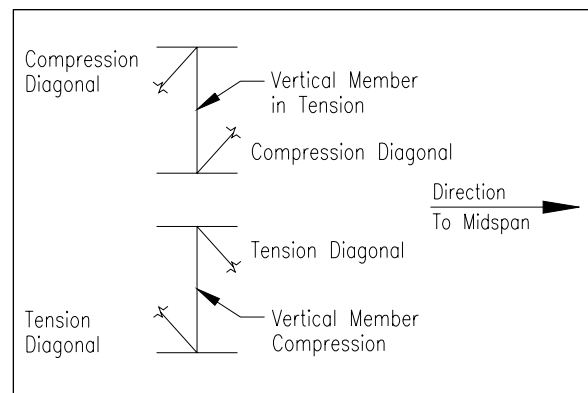 Compression
Diagonal
Vertical Member
in Tension
Compression Diagonal
Direction
To Midspan
Tension Diagonal
Tension
Diagonal
Vertical Member
Compression